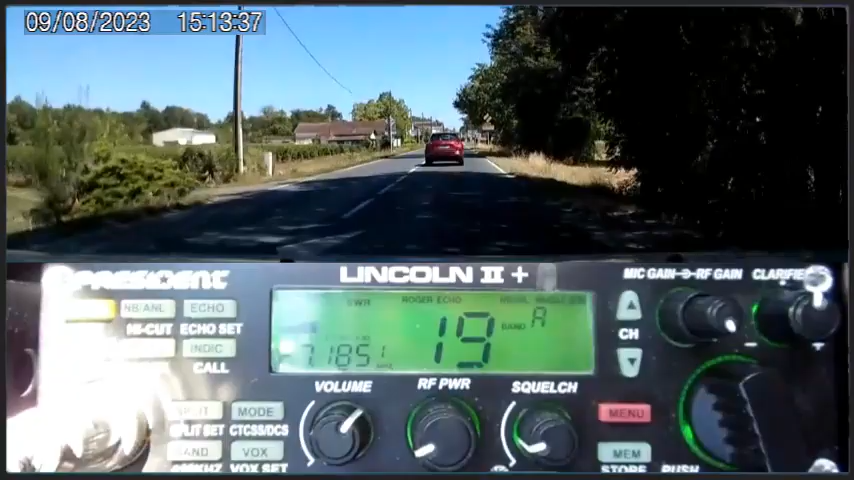 09/08/2023 15:13:37
PRESIDENT LINCOLN II + MIC GAIN RF GAIN CLARIFIER
NB/ANL ECHO SWR ROGER ECHO
HI-CUT ECHO SET 19 BAND A CH
INDIC 27.1851
CALL
VOLUME RF PWR SQUELCH
SPLIT MODE MENU
SPLIT SET CTCSS/DCS
BAND VOX MEM
VOX SET STORE PUSH